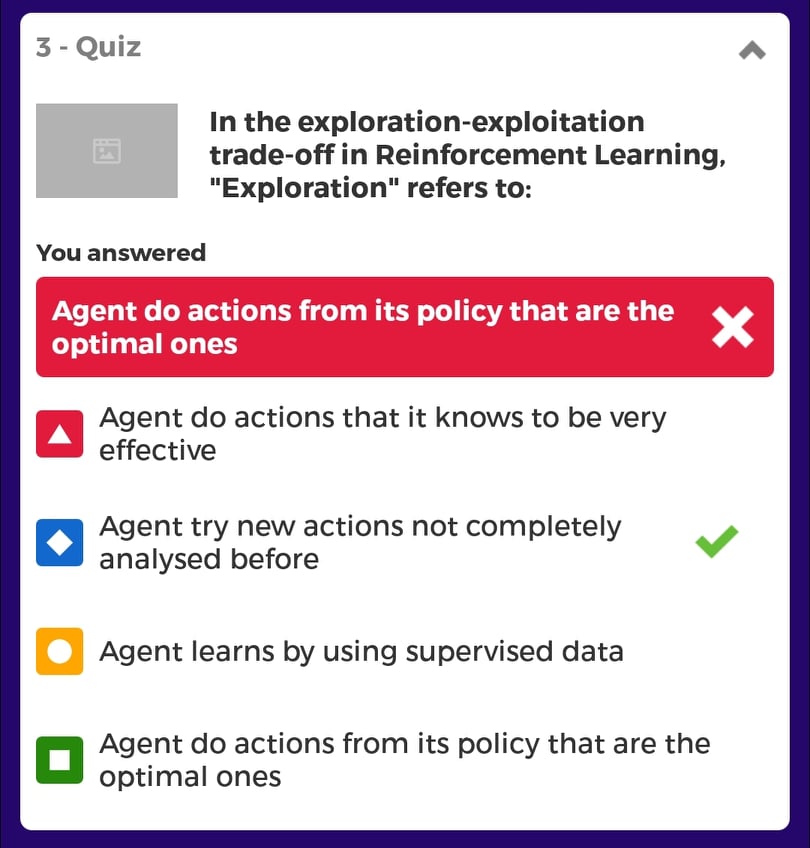 3 - Quiz
In the exploration-exploitation
trade-off in Reinforcement Learning,
"Exploration" refers to:
You answered
Agent do actions from its policy that are the
optimal ones
Agent do actions that it knows to be very
effective
Agent try new actions not completely
analysed before
Agent learns by using supervised data
Agent do actions from its policy that are the
optimal ones